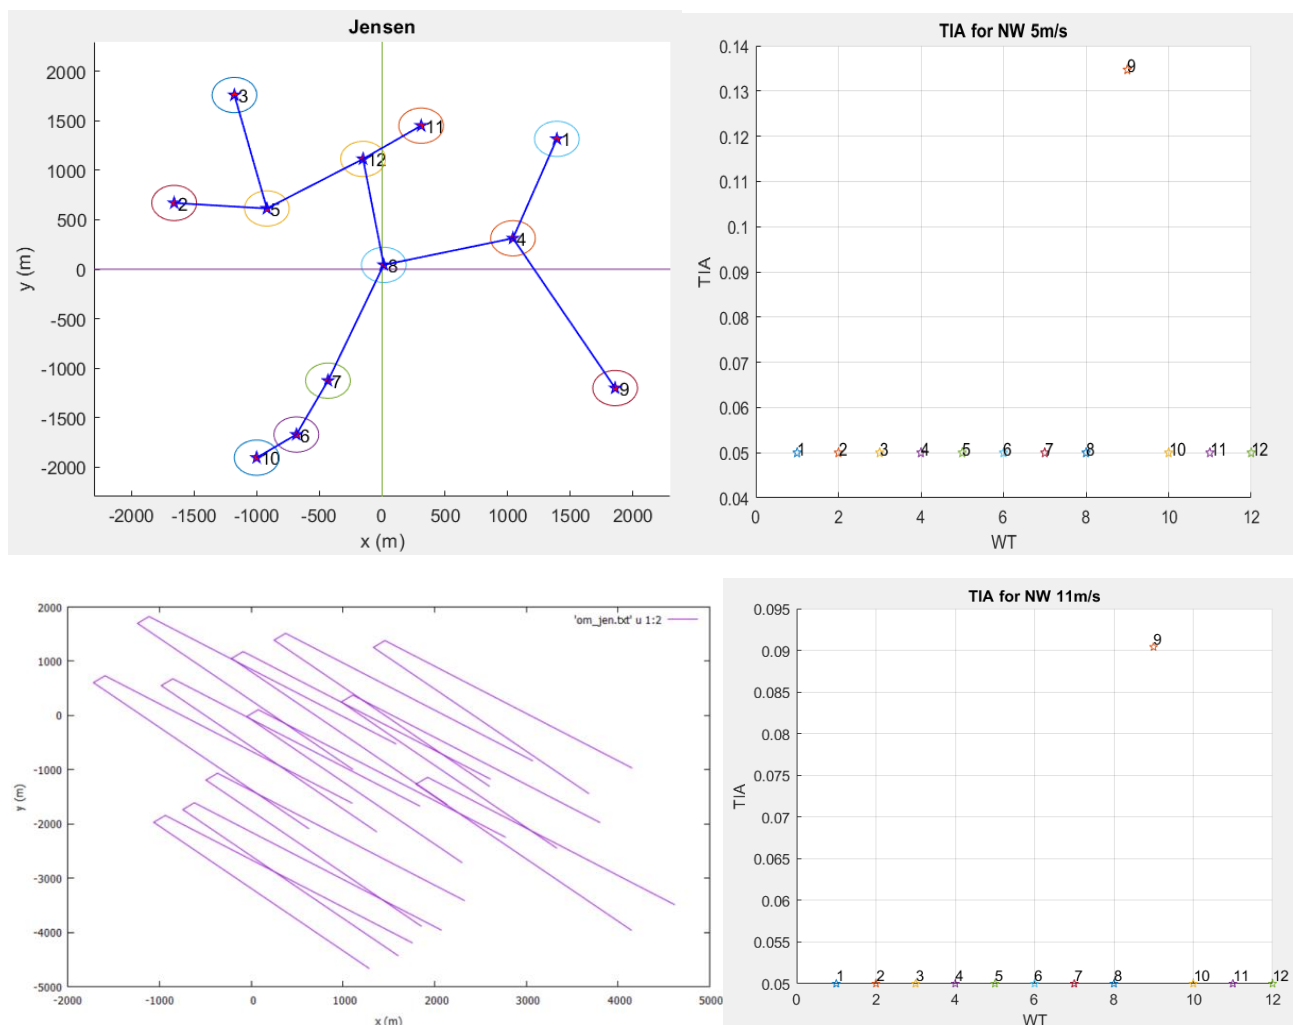 Jensen
2000
1500
1000
500
0
-500
-1000
-1500
-2000
y (m)
3
11
1
12
2
5
4
8
7
9
6
10
-2000 -1500 -1000 -500 0 500 1000 1500 2000
x (m)
TIA for NW 5m/s
0.14
0.13
0.12
0.11
0.1
0.09
0.08
0.07
0.06
0.05
0.04
TIA
9
1 2 3 4 5 6 7 8 10 11 12
0 2 4 6 8 10 12
WT
'om_jen.txt' u 1:2
2000
1000
0
-1000
-2000
-3000
-4000
-5000
y (m)
-2000 -1000 0 1000 2000 3000 4000 5000
x (m)
TIA for NW 11m/s
0.095
0.09
0.085
0.08
0.075
0.07
0.065
0.06
0.055
0.05
TIA
9
1 2 3 4 5 6 7 8 10 11 12
0 2 4 6 8 10 12
WT